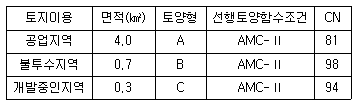 토지이용 면적(㎢) 토양형 선행토양함수조건 CN
공업지역 4.0 A AMC-Ⅱ 81
불투수지역 0.7 B AMC-Ⅱ 98
개발중인지역 0.3 C AMC-Ⅱ 94